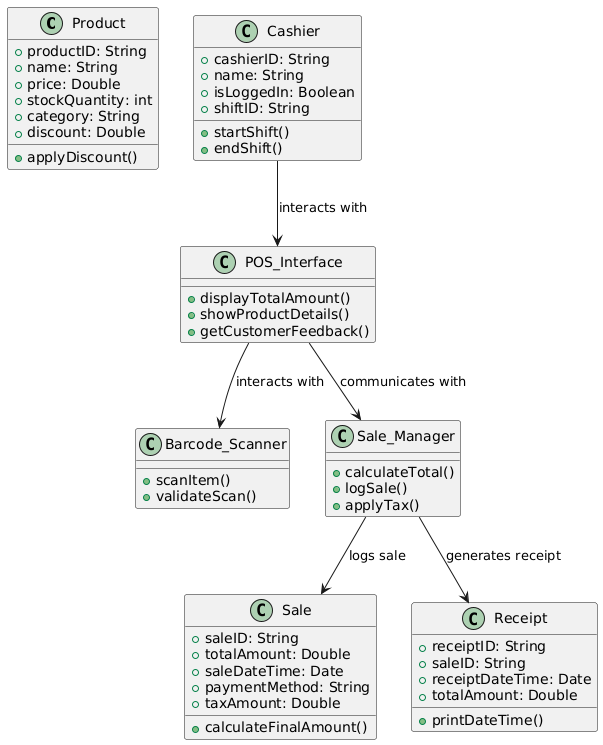 C Product
productID: String
name: String
price: Double
stockQuantity: int
category: String
discount: Double
applyDiscount()
C Cashier
cashierID: String
name: String
isLoggedIn: Boolean
shiftID: String
startShift()
endShift()
interacts with
C POS_Interface
displayTotalAmount()
showProductDetails()
getCustomerFeedback()
interacts with
communicates with
C Barcode_Scanner
scanItem()
validateScan()
C Sale_Manager
calculateTotal()
logSale()
applyTax()
logs sale
generates receipt
C Sale
saleID: String
totalAmount: Double
saleDateTime: Date
paymentMethod: String
taxAmount: Double
calculateFinalAmount()
C Receipt
receiptID: String
saleID: String
receiptDateTime: Date
totalAmount: Double
printDateTime()